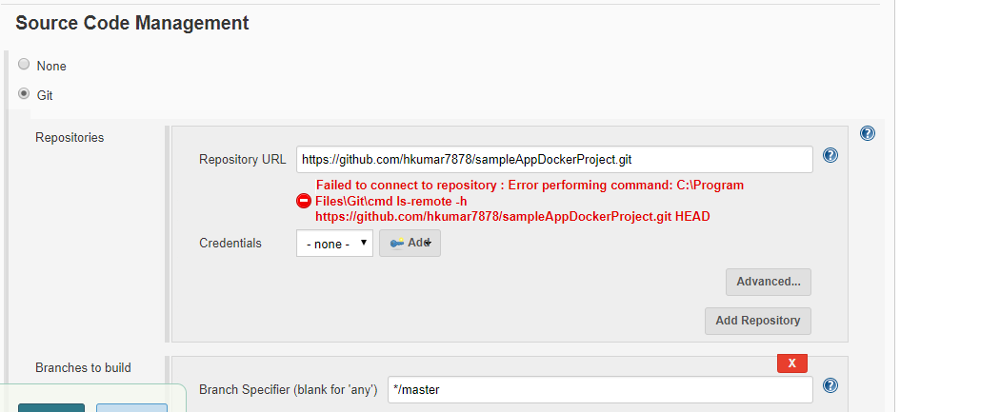 Source Code Management
None
Git
Repositories
Repository URL https://github.com/hkumar7878/sampleAppDockerProject.git
Failed to connect to repository : Error performing command: C:\Program
Files\Git\cmd ls-remote -h
https://github.com/hkumar7878/sampleAppDockerProject.git HEAD
Credentials - none - Add
Advanced...
Add Repository
X
Branches to build
Branch Specifier (blank for 'any') */master